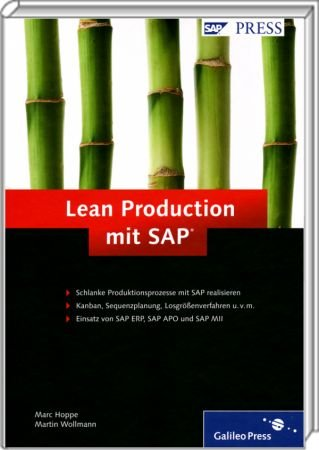 SAP PRESS
Lean Production
mit SAP®
Schlanke Produktionsprozesse mit SAP realisieren
Kanban, Sequenzplanung, Losgrößenverfahren u. v. m.
Einsatz von SAP ERP, SAP APO und SAP MII
Marc Hoppe
Martin Wollmann
Galileo Press